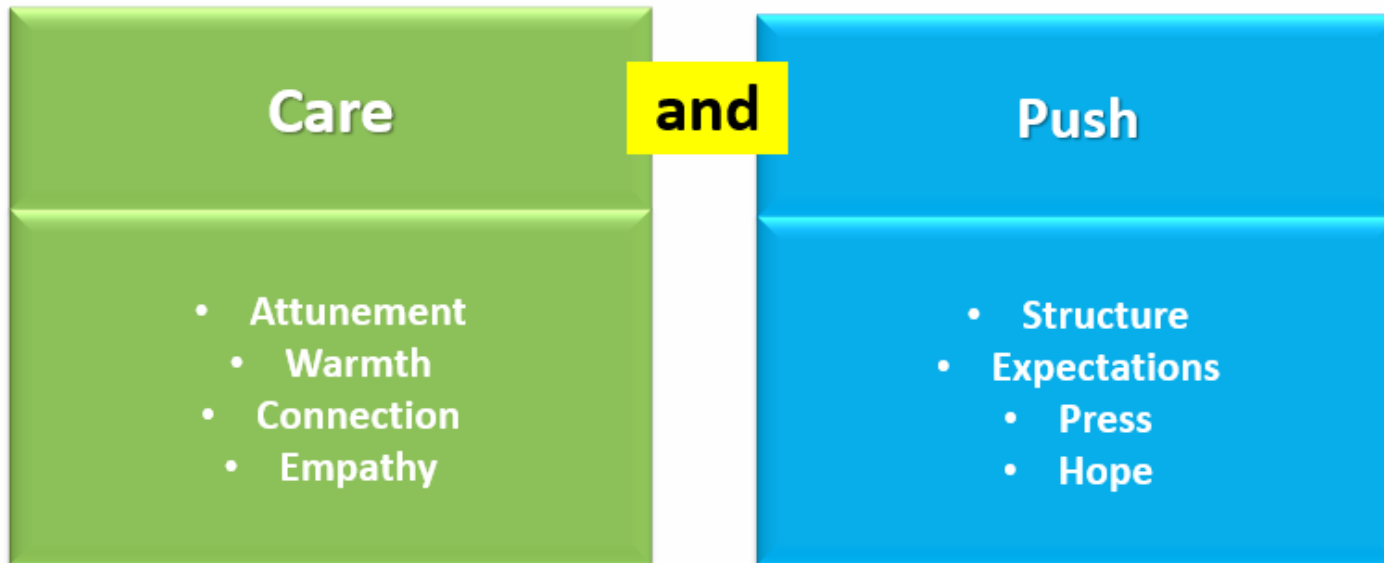 Care
and
Push
• Attunement
• Warmth
• Connection
• Empathy
• Structure
• Expectations
• Press
• Hope